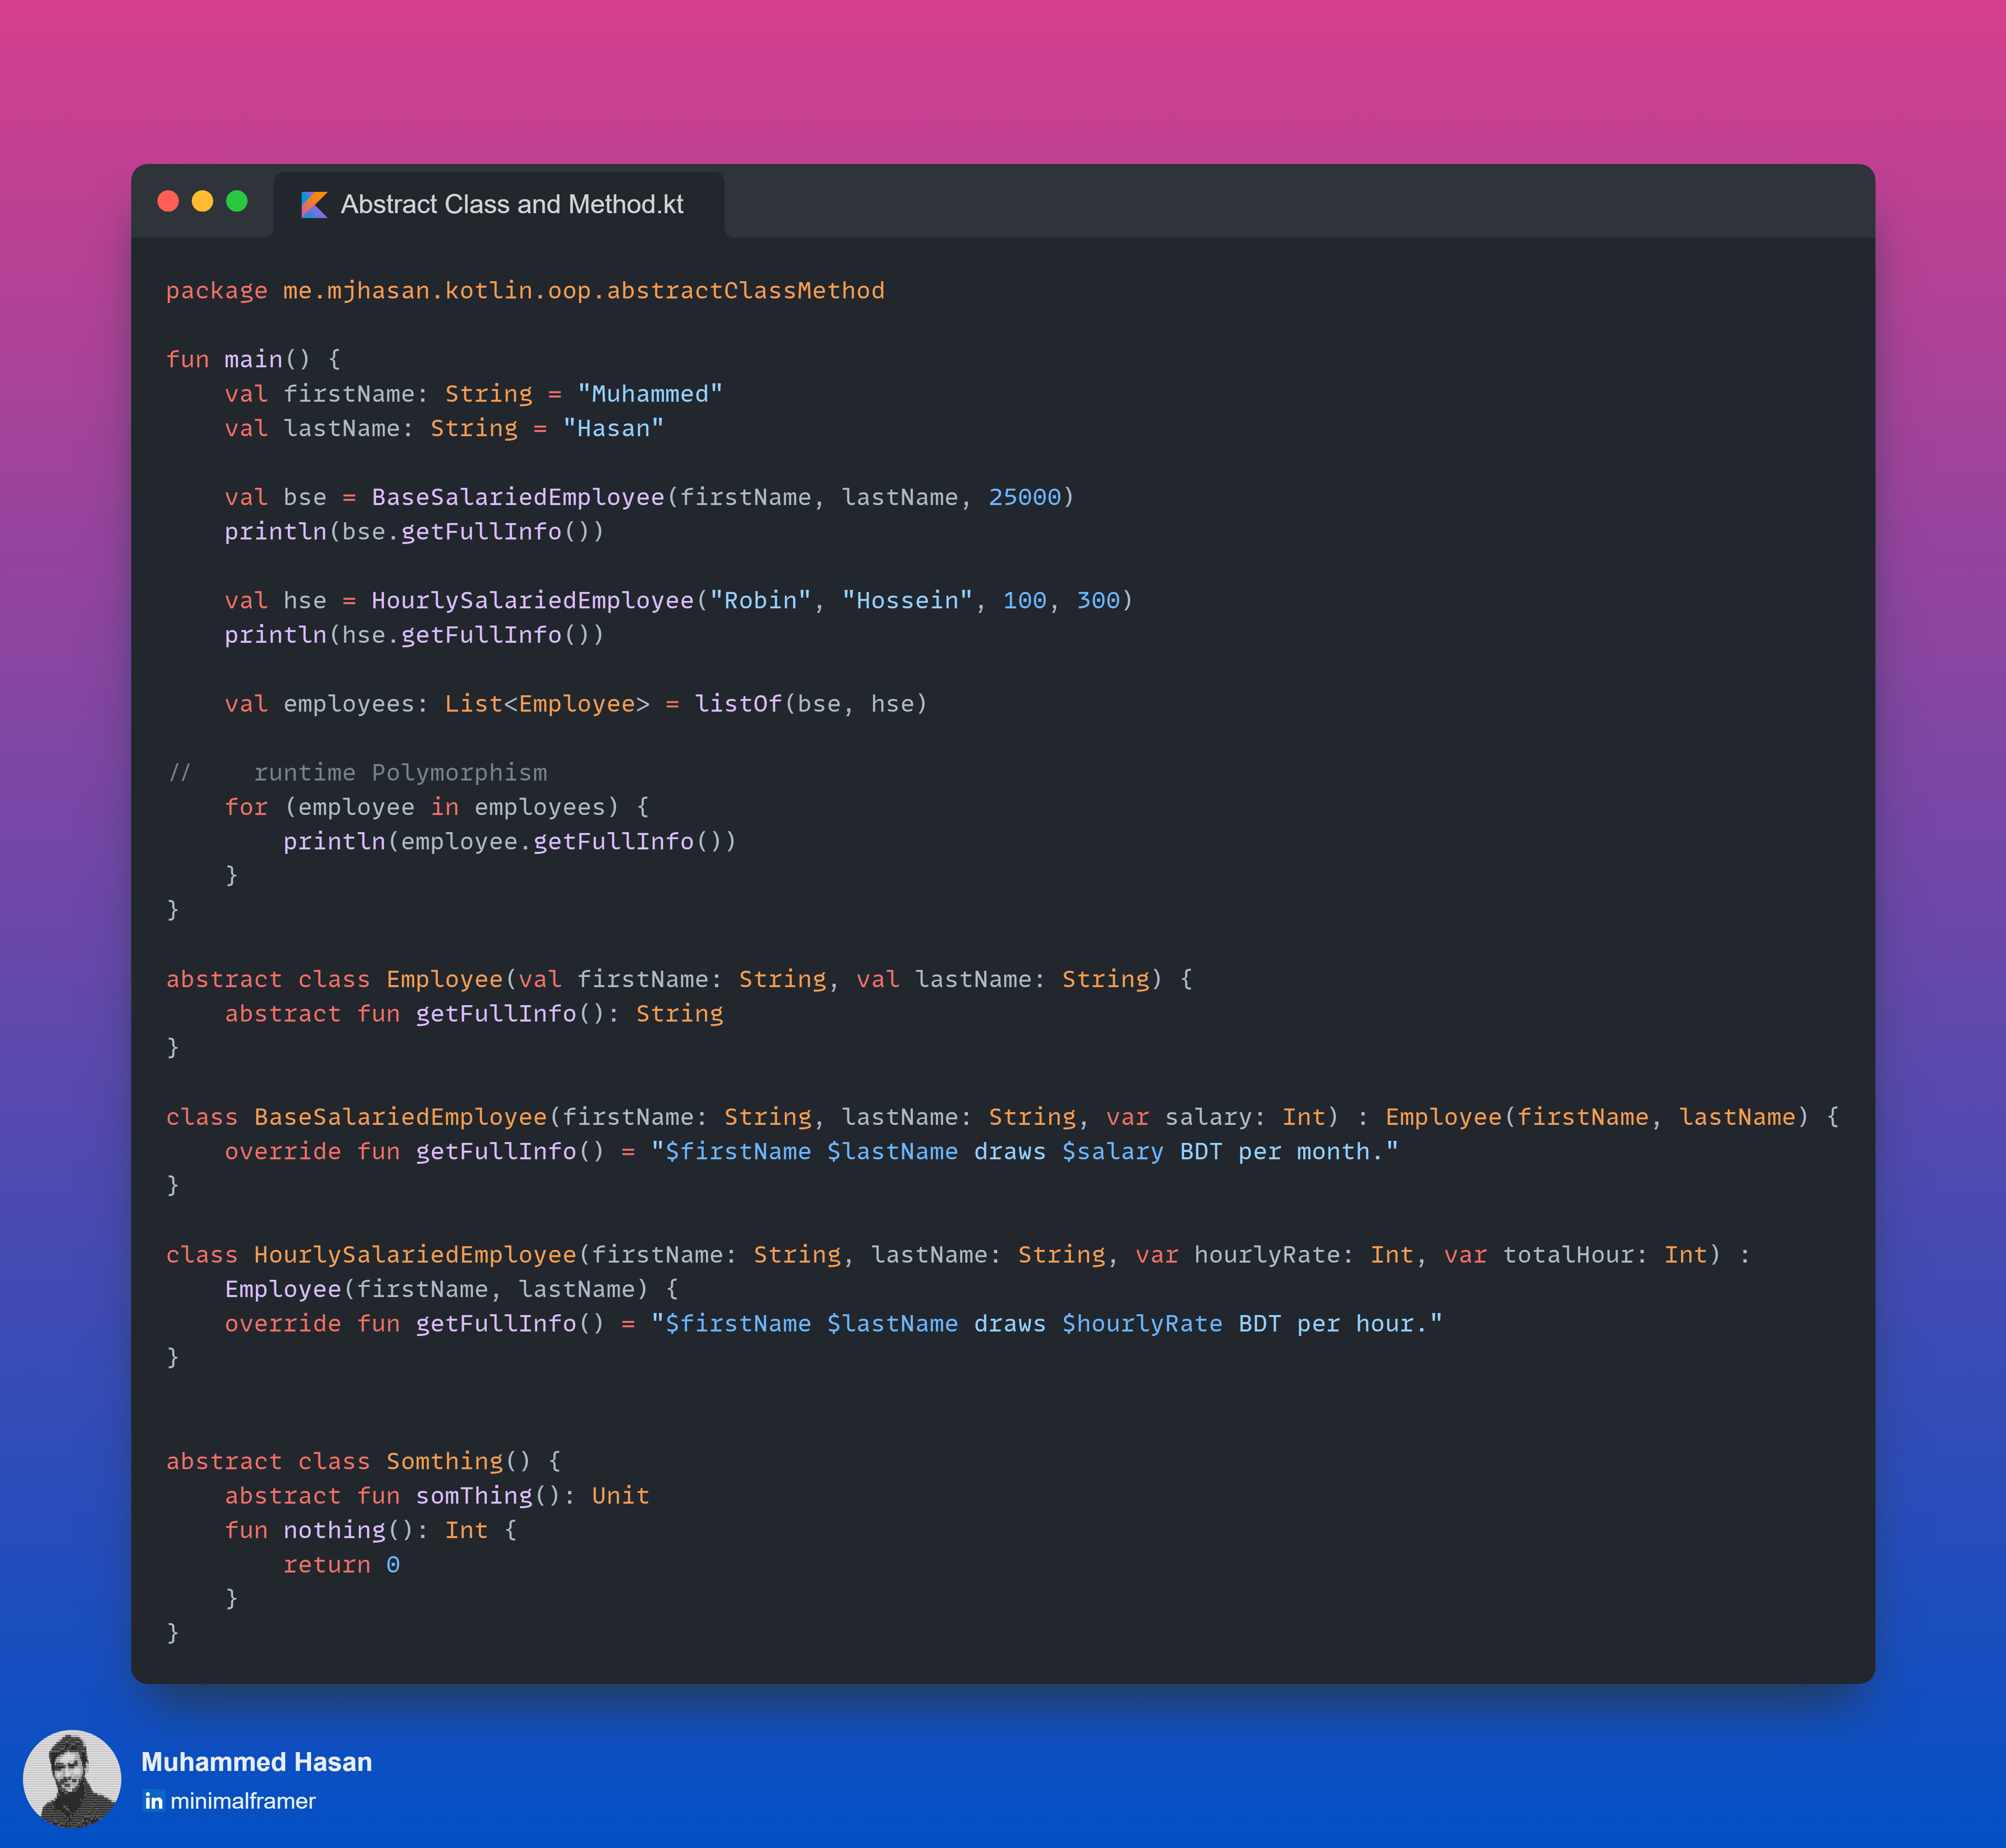 Abstract Class and Method.kt
package me.mjhasan.kotlin.oop.abstractClassMethod
fun main() {
    val firstName: String = "Muhammed"
    val lastName: String = "Hasan"
    val bse = BaseSalariedEmployee(firstName, lastName, 25000)
    println(bse.getFullInfo())
    val hse = HourlySalariedEmployee("Robin", "Hossein", 100, 300)
    println(hse.getFullInfo())
    val employees: List<Employee> = listOf(bse, hse)
//    runtime Polymorphism
    for (employee in employees) {
        println(employee.getFullInfo())
    }
}
abstract class Employee(val firstName: String, val lastName: String) {
    abstract fun getFullInfo(): String
}
class BaseSalariedEmployee(firstName: String, lastName: String, var salary: Int) : Employee(firstName, lastName) {
    override fun getFullInfo() = "$firstName $lastName draws $salary BDT per month."
}
class HourlySalariedEmployee(firstName: String, lastName: String, var hourlyRate: Int, var totalHour: Int) :
    Employee(firstName, lastName) {
    override fun getFullInfo() = "$firstName $lastName draws $hourlyRate BDT per hour."
}
abstract class Somthing() {
    abstract fun somThing(): Unit
    fun nothing(): Int {
        return 0
    }
}
Muhammed Hasan
in minimalframer